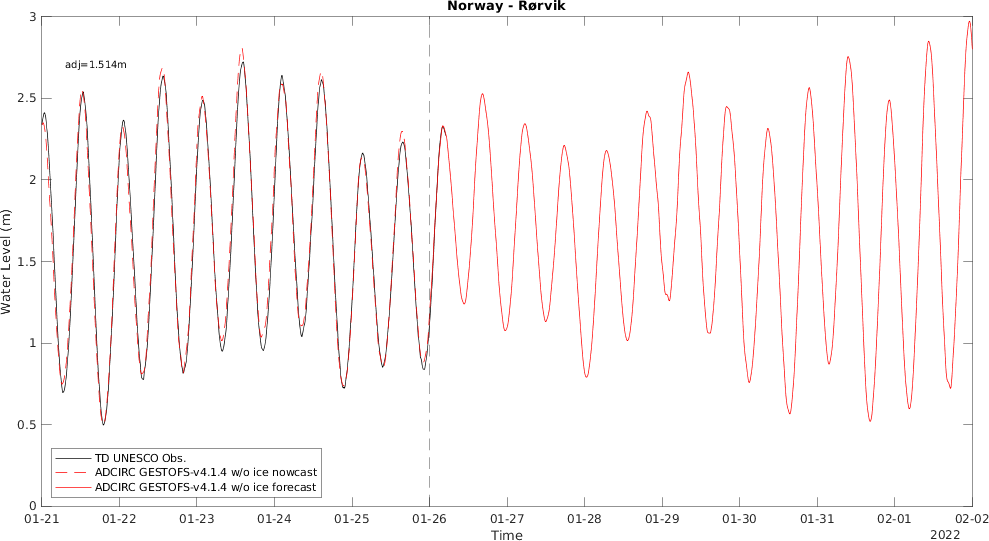 Norway - Rørvik
adj=1.514m
Water Level (m)
3
2.5
2
1.5
1
0.5
0
TD UNESCO Obs.
ADCIRC GESTOFS-v4.1.4 w/o ice nowcast
ADCIRC GESTOFS-v4.1.4 w/o ice forecast
01-21 01-22 01-23 01-24 01-25 01-26 01-27 01-28 01-29 01-30 01-31 02-01 02-02
Time
2022